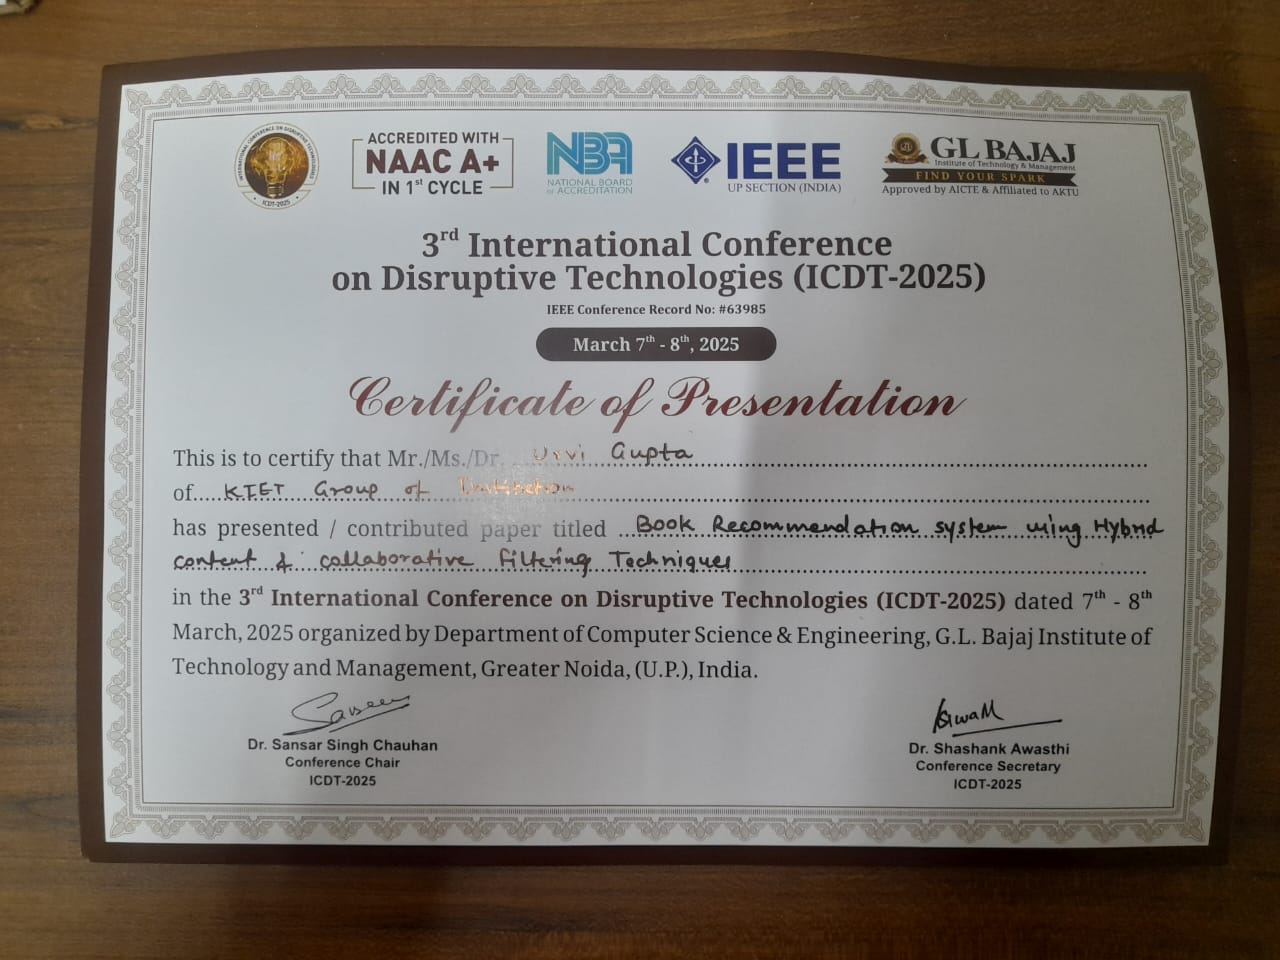 INTERNATIONAL CONFERENCE ON DISRUPTIVE TECHNOLOGIES
ICDT-2025
ACCREDITED WITH
NAAC A+
IN 1st CYCLE
NBA
NATIONAL BOARD
of ACCREDITATION
IEEE
UP SECTION (INDIA)
GL BAJAJ
Institute of Technology & Management
FIND YOUR SPARK
Approved by AICTE & Affiliated to AKTU
3rd International Conference
on Disruptive Technologies (ICDT-2025)
IEEE Conference Record No: #63985
March 7th - 8th, 2025
Certificate of Presentation
This is to certify that Mr./Ms./Dr. Urvi Gupta
of KIET Group of Institution
has presented / contributed paper titled Book Recommendation system using Hybrid
content & collaborative Filtering Techniques
in the 3rd International Conference on Disruptive Technologies (ICDT-2025) dated 7th - 8th
March, 2025 organized by Department of Computer Science & Engineering, G.L. Bajaj Institute of
Technology and Management, Greater Noida, (U.P.), India.
Dr. Sansar Singh Chauhan
Conference Chair
ICDT-2025
Dr. Shashank Awasthi
Conference Secretary
ICDT-2025